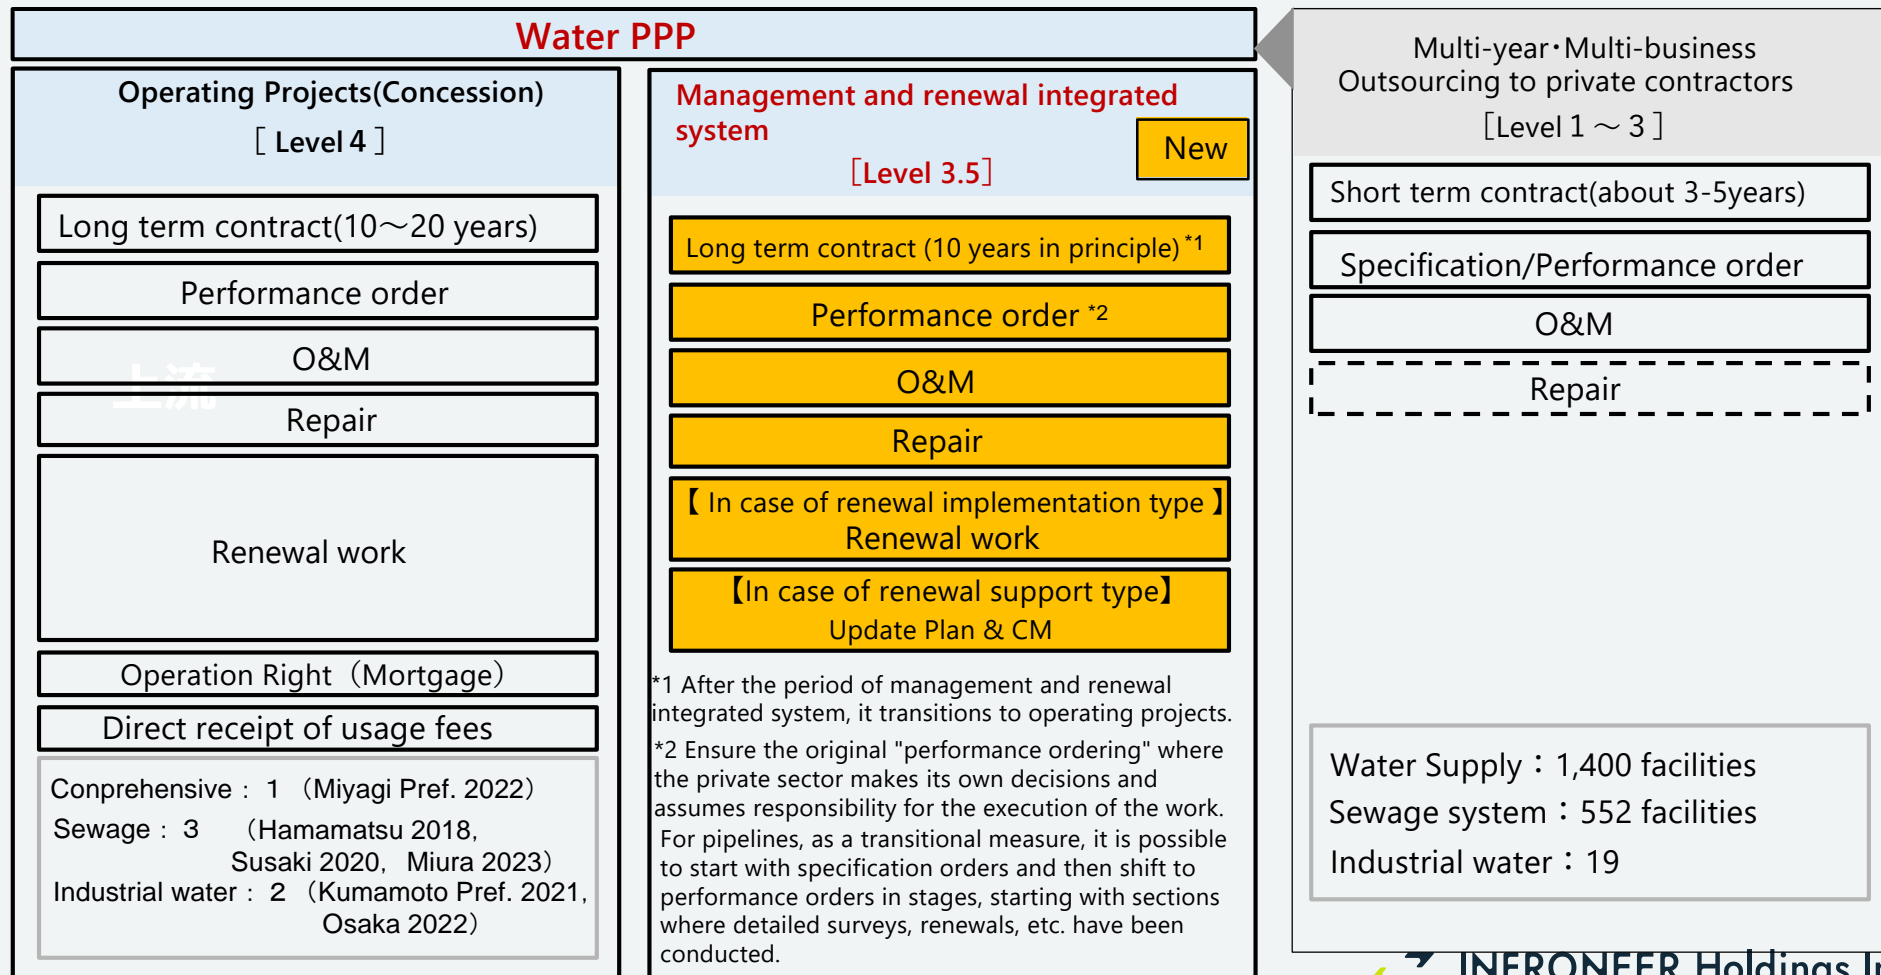 Water PPP
Operating Projects(Concession)
［ Level 4 ］
Long term contract(10～20 years)
Performance order
O&M
上流
Repair
Renewal work
Operation Right（Mortgage）
Direct receipt of usage fees
Conprehensive： 1 （Miyagi Pref. 2022）
Sewage： 3 （Hamamatsu 2018,
Susaki 2020, Miura 2023）
Industrial water： 2 （Kumamoto Pref. 2021,
Osaka 2022）
Management and renewal integrated
system
［Level 3.5］
New
Long term contract (10 years in principle) *1
Performance order *2
O&M
Repair
【 In case of renewal implementation type 】
Renewal work
【In case of renewal support type】
Update Plan & CM
*1 After the period of management and renewal
integrated system, it transitions to operating projects.
*2 Ensure the original "performance ordering" where
the private sector makes its own decisions and
assumes responsibility for the execution of the work.
For pipelines, as a transitional measure, it is possible
to start with specification orders and then shift to
performance orders in stages, starting with sections
where detailed surveys, renewals, etc. have been
conducted.
Multi-year･Multi-business
Outsourcing to private contractors
［Level 1 ～ 3 ］
Short term contract(about 3-5years)
Specification/Performance order
O&M
Repair
Water Supply：1,400 facilities
Sewage system：552 facilities
Industrial water：19
INFRONEER Holdings In